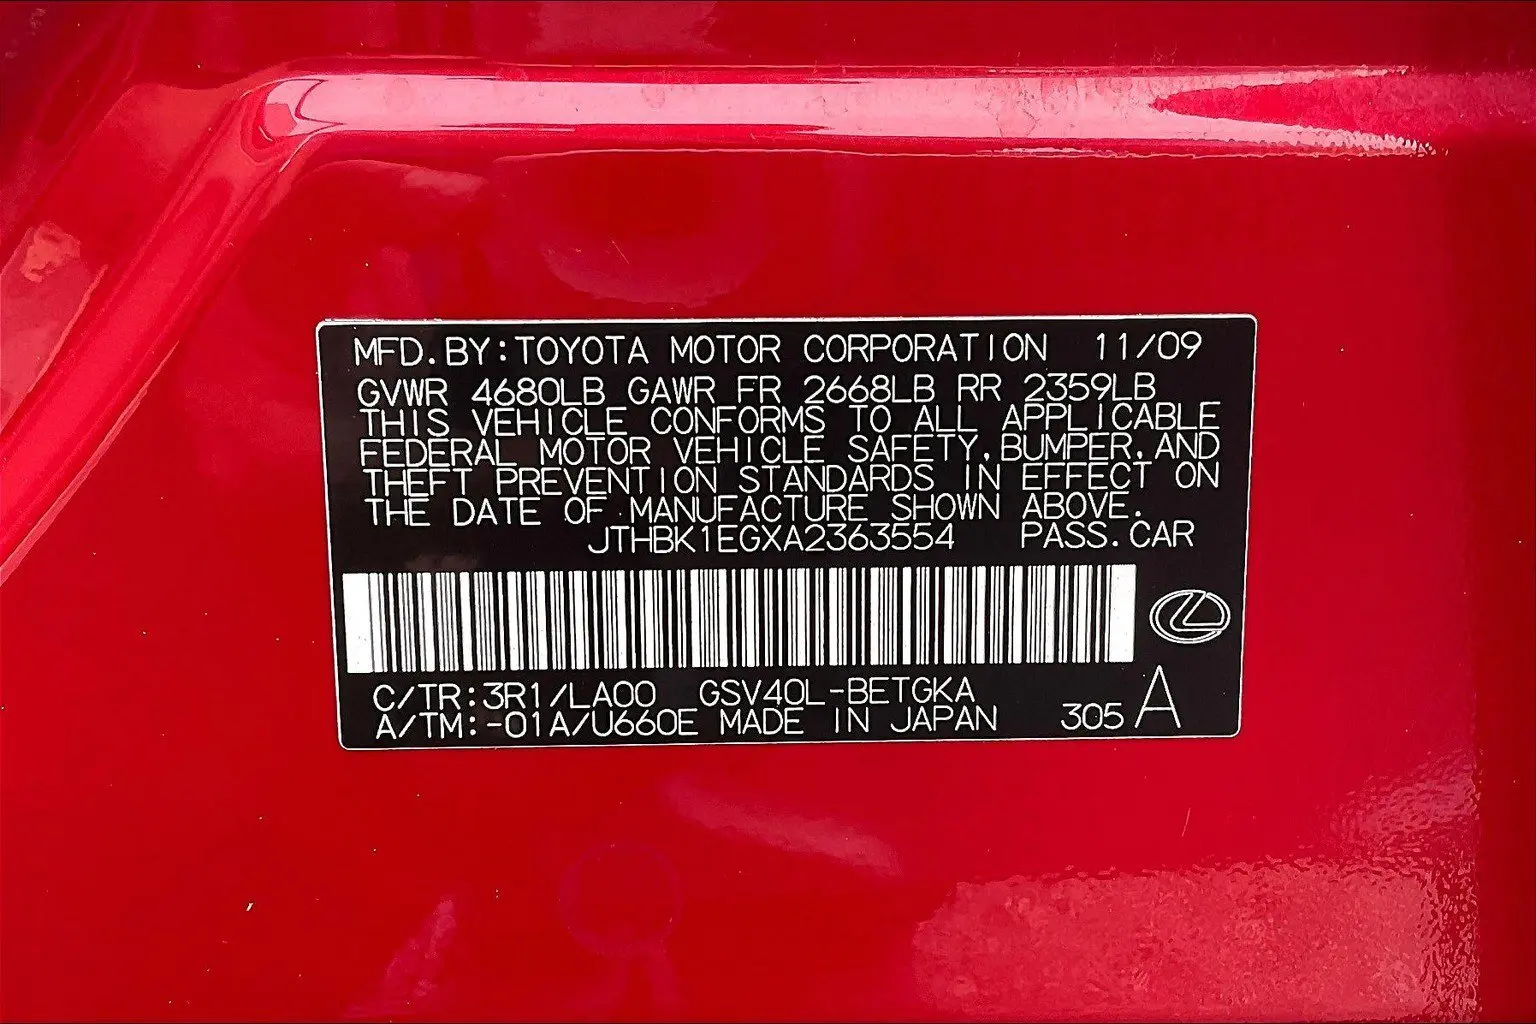 MFD.BY:TOYOTA MOTOR CORPORATION 11/09
GVWR 4680LB GAWR FR 2668LB RR 2359LB
THIS VEHICLE CONFORMS TO ALL APPLICABLE
FEDERAL MOTOR VEHICLE SAFETY,BUMPER,AND
THEFT PREVENTION STANDARDS IN EFFECT ON
THE DATE OF MANUFACTURE SHOWN ABOVE.
JTHBK1EGXA2363554 PASS.CAR
C/TR:3R1/LA00 GSV40L-BETGKA
A/TM:-01A/U660E MADE IN JAPAN 305 A